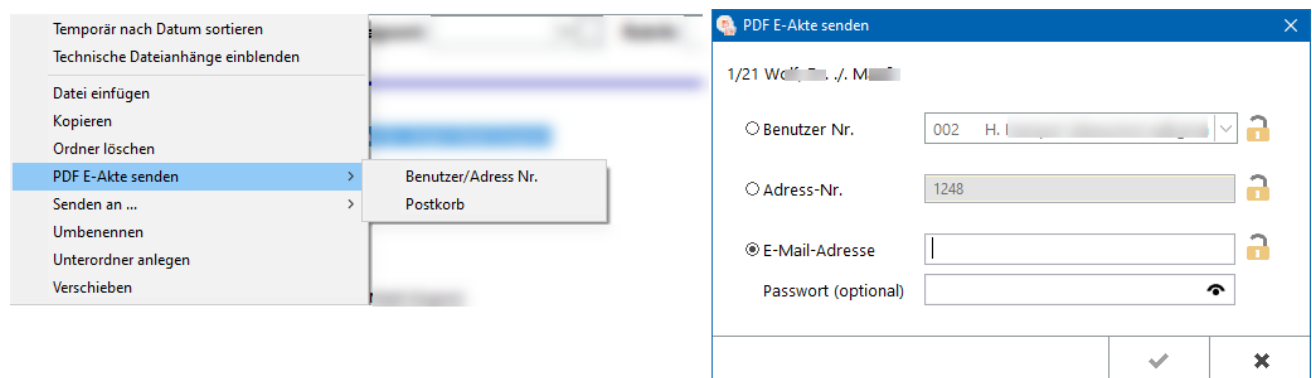 Temporär nach Datum sortieren
Technische Dateianhänge einblenden
Datei einfügen
Kopieren
Ordner löschen
PDF E-Akte senden
Senden an ...
Umbenennen
Unterordner anlegen
Verschieben
Benutzer/Adress Nr.
Postkorb
PDF E-Akte senden
1/21 ./.
Benutzer Nr.
002 H.
Adress-Nr.
1248
E-Mail-Adresse
Passwort (optional)